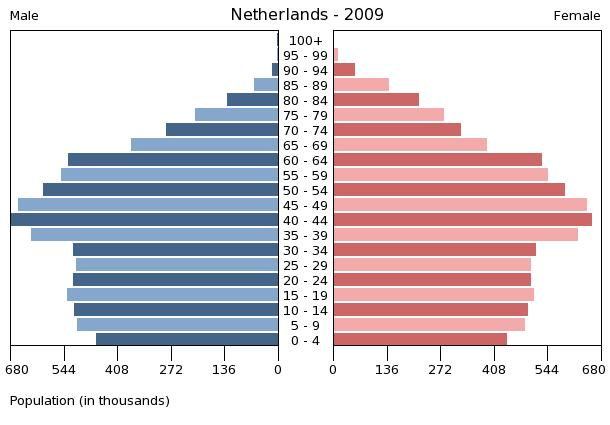 Male
Netherlands - 2009
Female
100+
95 - 99
90 - 94
85 - 89
80 - 84
75 - 79
70 - 74
65 - 69
60 - 64
55 - 59
50 - 54
45 - 49
40 - 44
35 - 39
30 - 34
25 - 29
20 - 24
15 - 19
10 - 14
5 - 9
0 - 4
680 544 408 272 136 0 0 136 272 408 544 680
Population (in thousands)